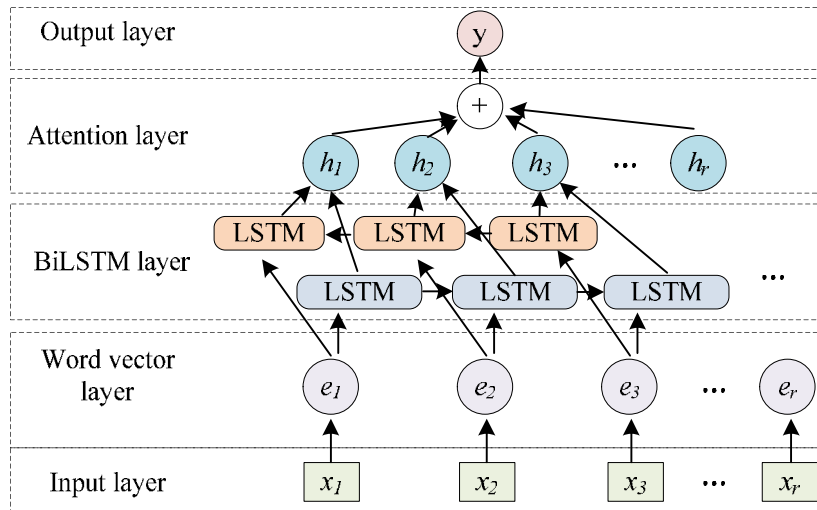 Output layer
y
+
Attention layer
h1 h2 h3 ... hr
LSTM LSTM LSTM
BiLSTM layer
LSTM LSTM LSTM ...
Word vector
layer
e1 e2 e3 ... er
Input layer
x1 x2 x3 ... xr